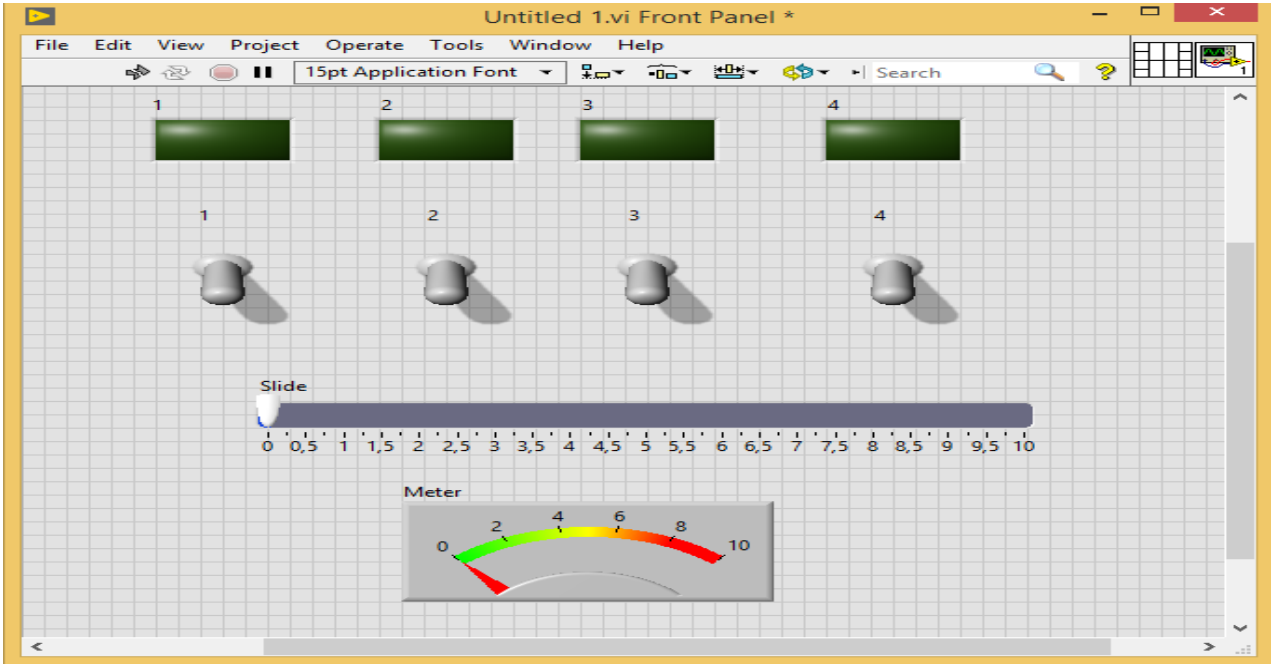 Untitled 1.vi Front Panel *
File Edit View Project Operate Tools Window Help
15pt Application Font Search 1
1 2 3 4
1 2 3 4
Slide
0 0,5 1 1,5 2 2,5 3 3,5 4 4,5 5 5,5 6 6,5 7 7,5 8 8,5 9 9,5 10
Meter
0 2 4 6 8 10